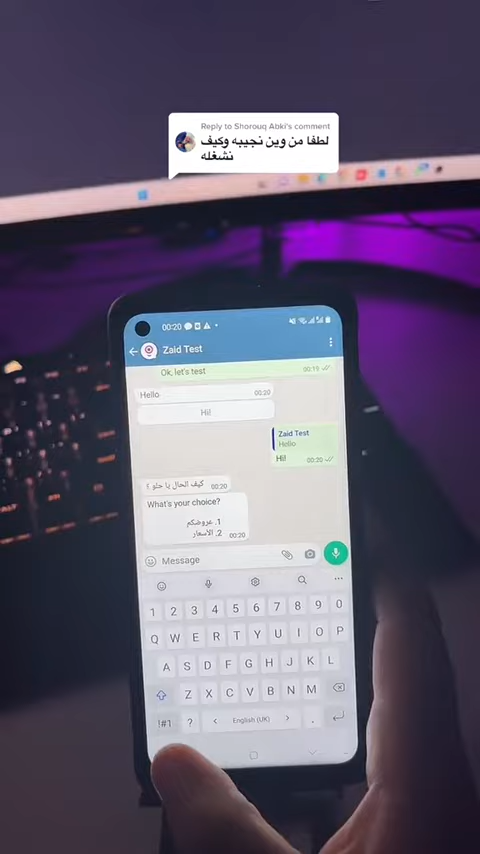 Reply to Shorouq Abki's comment
لطفا من وين نجيبه وكيف
نشغله
00:20
Zaid Test
Ok, let's test
00:19
Hello
00:20
Hi!
Zaid Test
Hello
Hi!
00:20
كيف الحال يا حلو ؟
00:20
What's your choice?
1. عروضكم
2. الأسعار
00:20
Message
1 2 3 4 5 6 7 8 9 0
Q W E R T Y U I O P
A S D F G H J K L
Z X C V B N M
!#1 ? < English (UK) > .